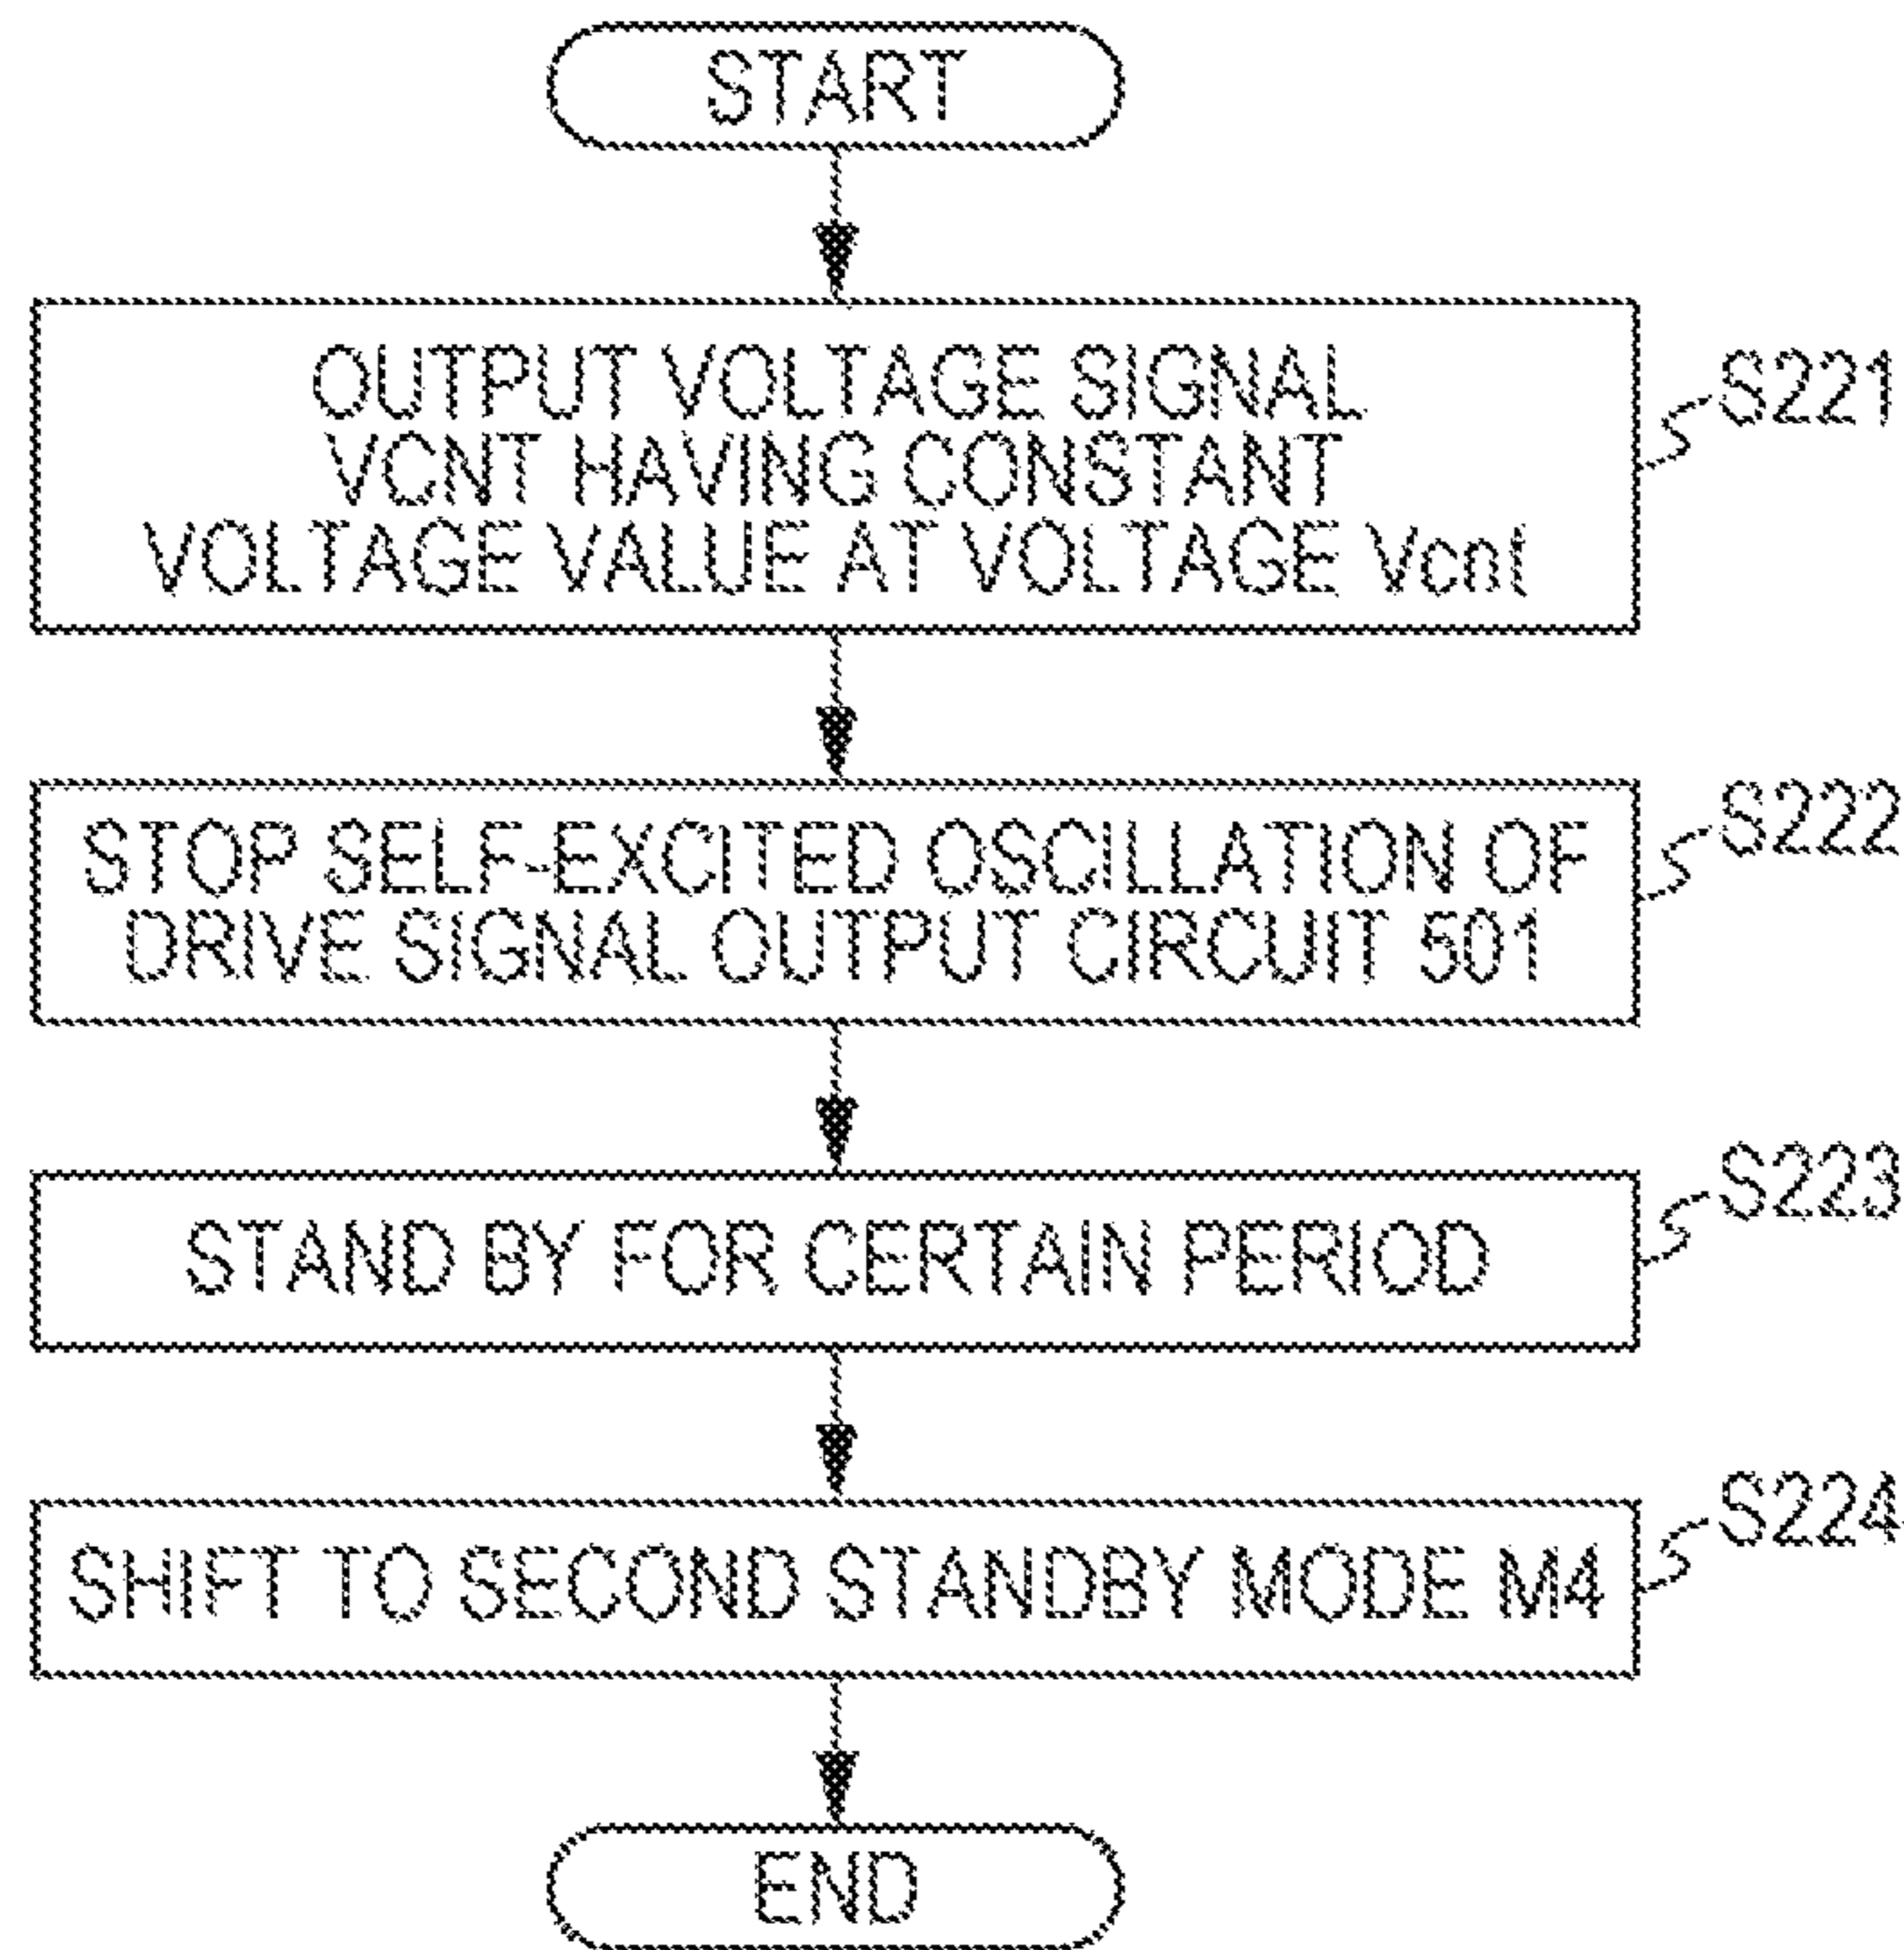 START
OUTPUT VOLTAGE SIGNAL
VCNT HAVING CONSTANT
VOLTAGE VALUE AT VOLTAGE Vcnt
S221
STOP SELF-EXCITED OSCILLATION OF
DRIVE SIGNAL OUTPUT CIRCUIT 501
S222
STAND BY FOR CERTAIN PERIOD
S223
SHIFT TO SECOND STANDBY MODE M4
S224
END